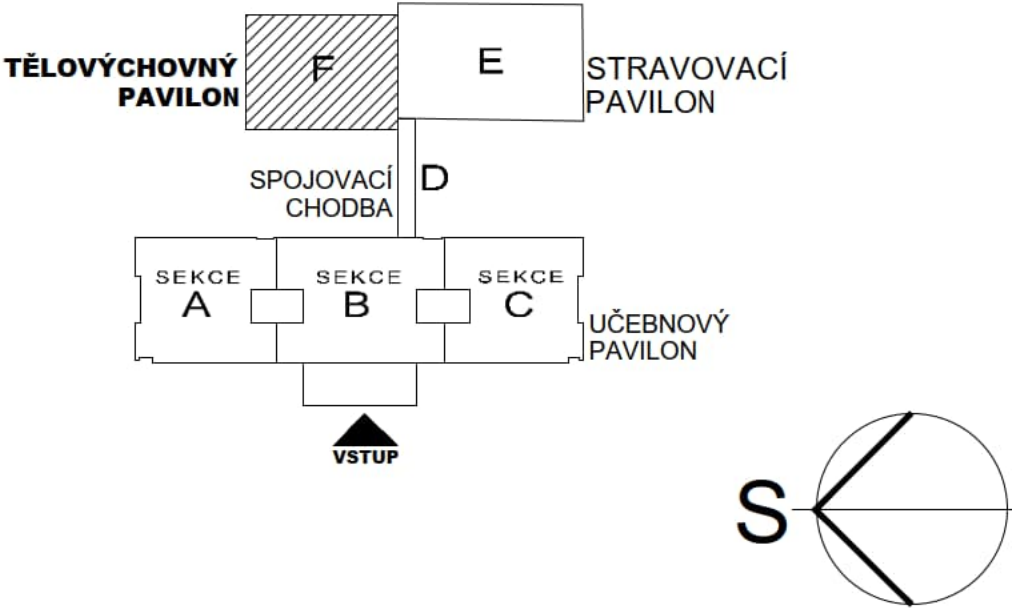 TĚLOVÝCHOVNÝ
PAVILON
F
E
STRAVOVACÍ
PAVILON
SPOJOVACÍ
CHODBA
D
SEKCE
A
SEKCE
B
SEKCE
C
UČEBNOVÝ
PAVILON
VSTUP
S